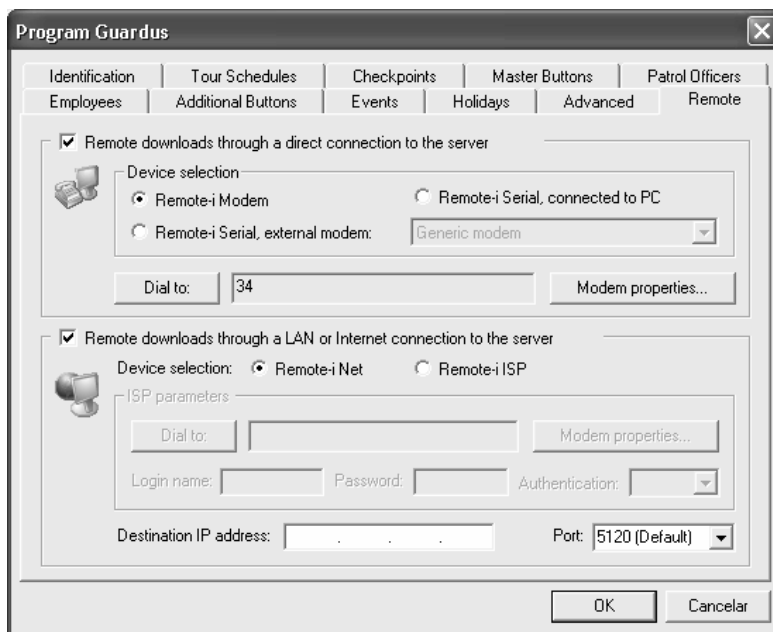 Program Guardus
Identification Tour Schedules Checkpoints Master Buttons Patrol Officers
Employees Additional Buttons Events Holidays Advanced Remote
Remote downloads through a direct connection to the server
Device selection
Remote-i Modem Remote-i Serial, connected to PC
Remote-i Serial, external modem: Generic modem
Dial to: 34 Modem properties...
Remote downloads through a LAN or Internet connection to the server
Device selection: Remote-i Net Remote-i ISP
ISP parameters
Dial to: Modem properties...
Login name: Password: Authentication:
Destination IP address: . . . Port: 5120 (Default)
OK Cancelar